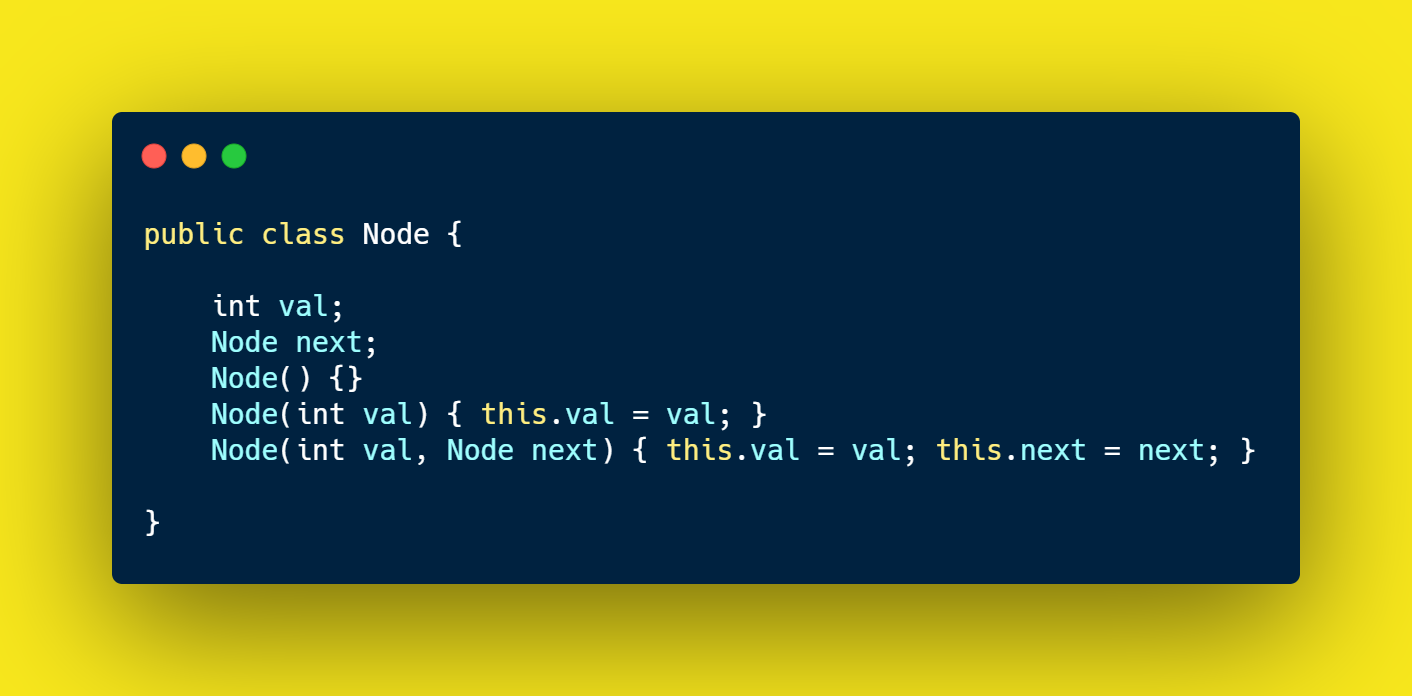 public class Node {
    int val;
    Node next;
    Node() {}
    Node(int val) { this.val = val; }
    Node(int val, Node next) { this.val = val; this.next = next; }
}